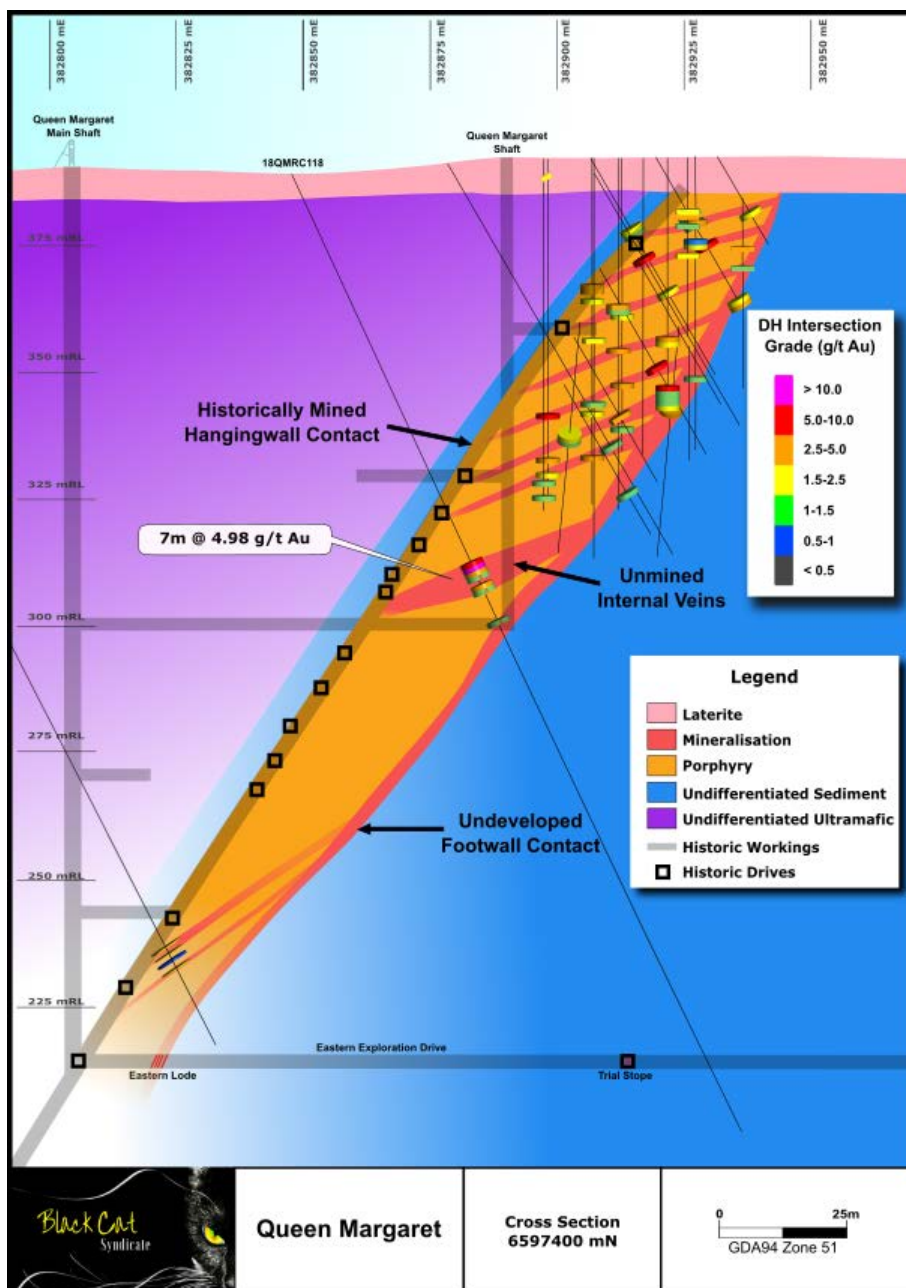 382800 mE
382825 mE
382850 mE
382875 mE
382900 mE
382925 mE
382950 mE
Queen Margaret
Main Shaft
18QMRC118
Queen Margaret
Shaft
375 mRL
350 mRL
325 mRL
300 mRL
275 mRL
250 mRL
225 mRL
Historically Mined
Hangingwall Contact
7m @ 4.98 g/t Au
Unmined
Internal Veins
Undeveloped
Footwall Contact
DH Intersection
Grade (g/t Au)
> 10.0
5.0-10.0
2.5-5.0
1.5-2.5
1-1.5
0.5-1
< 0.5
Legend
Laterite
Mineralisation
Porphyry
Undifferentiated Sediment
Undifferentiated Ultramafic
Historic Workings
Historic Drives
Eastern Exploration Drive
Eastern Lode
Trial Stope
Black Cat
Syndicate
Queen Margaret
Cross Section
6597400 mN
0 25m
GDA94 Zone 51